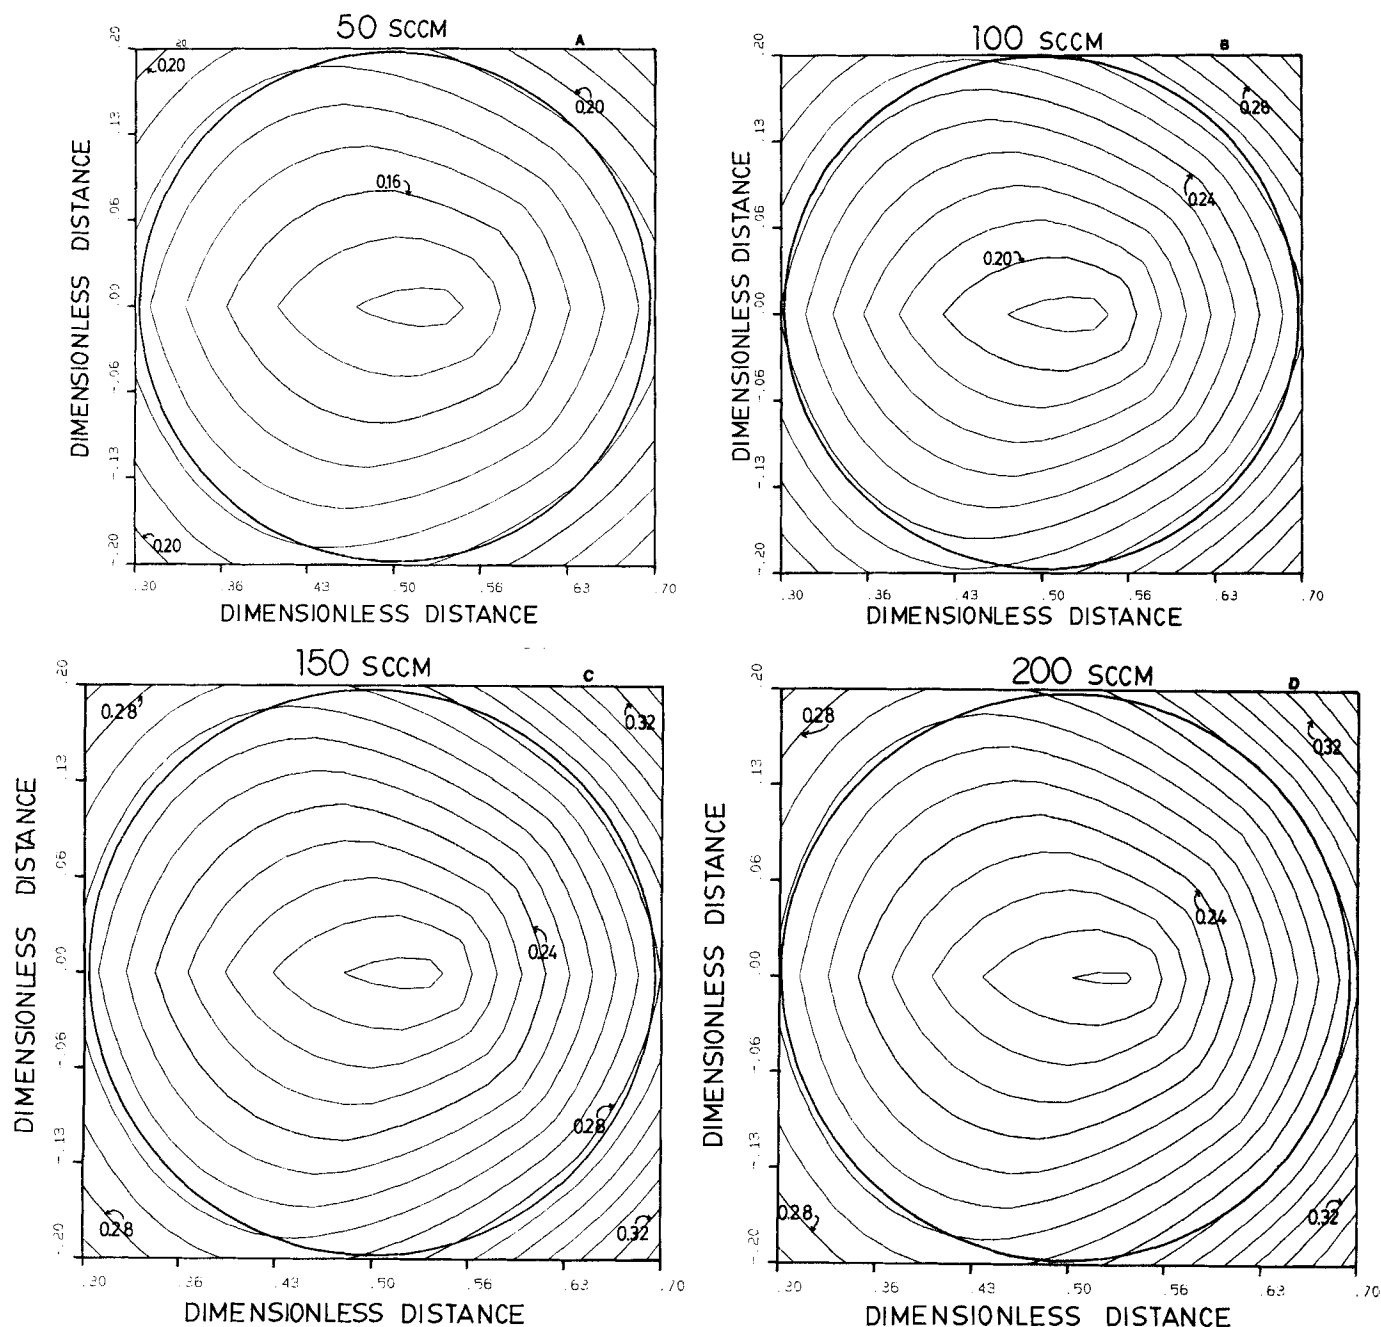 50 SCCM
A
.20
20
0.20
0.20
.13
0.16
.06
.00
-.06
-.13
0.20
-.20
.30 .36 .43 .50 .56 .63 .70
DIMENSIONLESS DISTANCE
DIMENSIONLESS DISTANCE
100 SCCM
B
.20
0.28
.13
0.24
.06
0.20
.00
-.06
-.13
-.20
.30 .36 .43 .50 .56 .63 .70
DIMENSIONLESS DISTANCE
DIMENSIONLESS DISTANCE
150 SCCM
C
.20
0.28
0.32
.13
.06
0.24
.00
-.06
0.28
-.13
0.28
0.32
-.20
.30 .36 .43 .50 .56 .63 .70
DIMENSIONLESS DISTANCE
DIMENSIONLESS DISTANCE
200 SCCM
D
.20
0.28
0.32
.13
.06
0.24
.00
-.06
-.13
0.28
0.32
-.20
.30 .36 .43 .50 .56 .63 .70
DIMENSIONLESS DISTANCE
DIMENSIONLESS DISTANCE